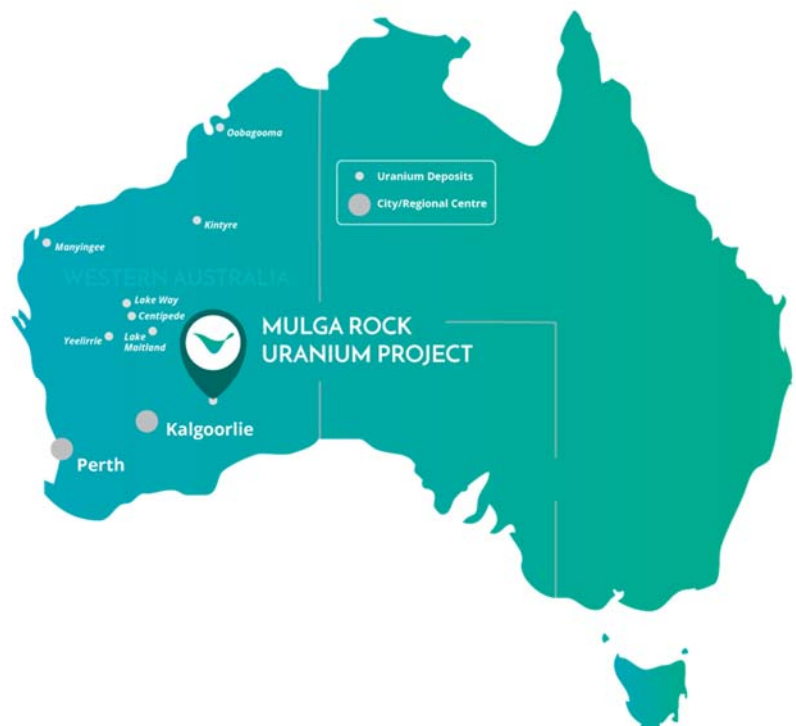 Oobagooma
Uranium Deposits
City/Regional Centre
Kintyre
Manyingee
WESTERN AUSTRALIA
Lake Way
Centipede
Yeelirrie
Lake
Maitland
MULGA ROCK
URANIUM PROJECT
Kalgoorlie
Perth